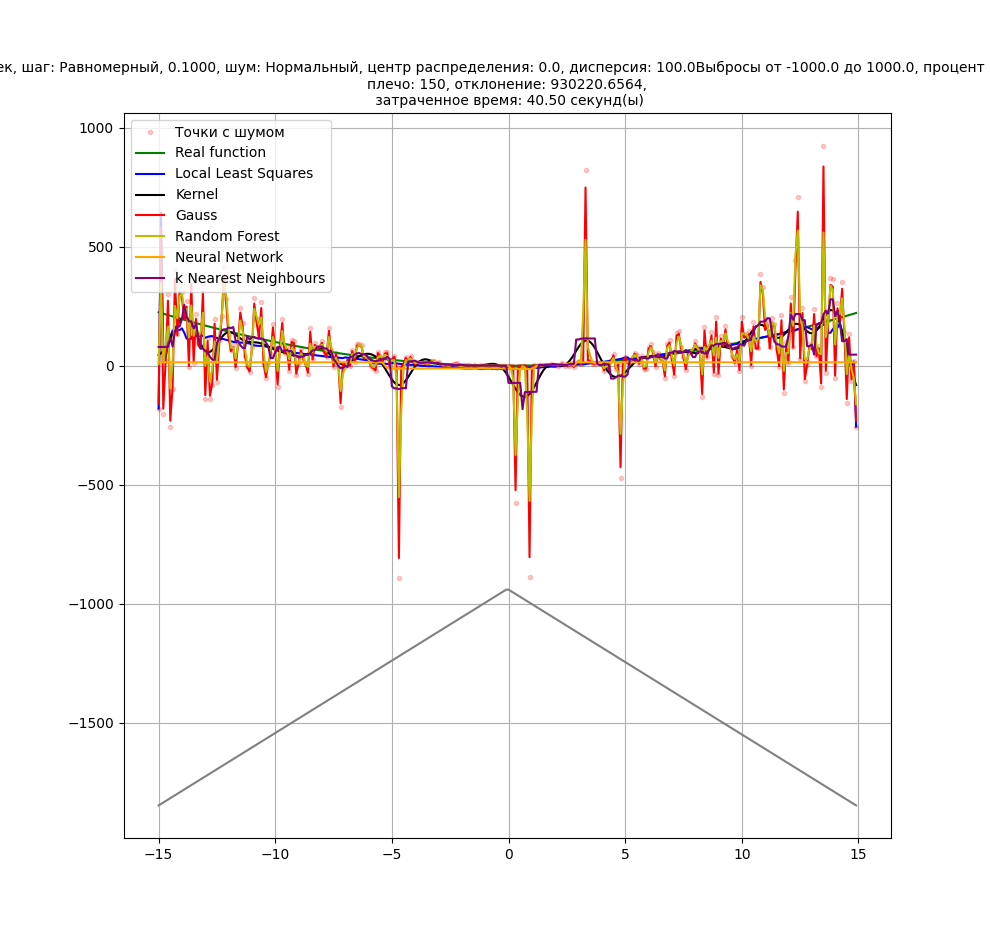 шаг: Равномерный, 0.1000, шум: Нормальный, центр распределения: 0.0, дисперсия: 100.0Выбросы от -1000.0 до 1000.0, процент
плечо: 150, отклонение: 930220.6564,
затраченное время: 40.50 секунд(ы)
1000
500
0
−500
−1000
−1500
Точки с шумом
Real function
Local Least Squares
Kernel
Gauss
Random Forest
Neural Network
k Nearest Neighbours
−15
−10
−5
0
5
10
15